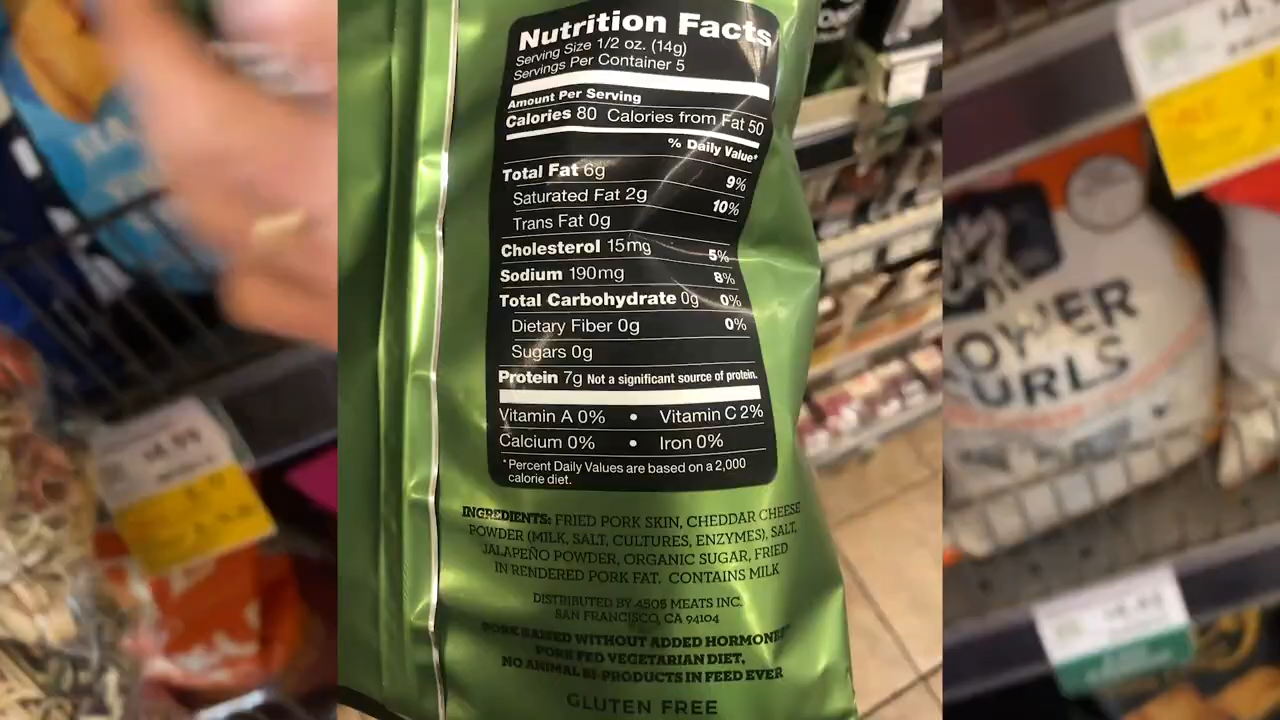 Nutrition Facts
Serving Size 1/2 oz. (14g)
Servings Per Container 5
Amount Per Serving
Calories 80 Calories from Fat 50
% Daily Value*
Total Fat 6g 9%
Saturated Fat 2g 10%
Trans Fat 0g
Cholesterol 15mg 5%
Sodium 190mg 8%
Total Carbohydrate 0g 0%
Dietary Fiber 0g 0%
Sugars 0g
Protein 7g Not a significant source of protein.
Vitamin A 0% • Vitamin C 2%
Calcium 0% • Iron 0%
*Percent Daily Values are based on a 2,000
calorie diet.
INGREDIENTS: FRIED PORK SKIN, CHEDDAR CHEESE
POWDER (MILK, SALT, CULTURES, ENZYMES), SALT,
JALAPEÑO POWDER, ORGANIC SUGAR, FRIED
IN RENDERED PORK FAT. CONTAINS MILK
DISTRIBUTED BY 4505 MEATS INC.
SAN FRANCISCO, CA 94104
PORK RAISED WITHOUT ADDED HORMONES*
PORK FED VEGETARIAN DIET,
NO ANIMAL BI-PRODUCTS IN FEED EVER
GLUTEN FREE
OWER
URLS